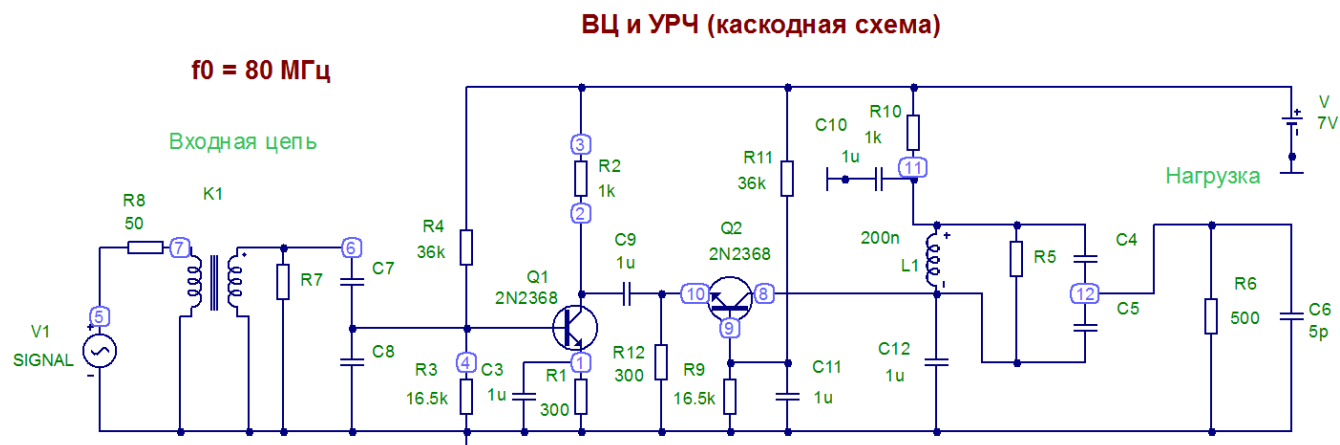 ВЦ и УРЧ (каскодная схема)
f0 = 80 МГц
Входная цепь
Нагрузка
V
7V
R10
1k
C10
1u
11
3
R2
1k
2
R11
36k
K1
R8
50
7
6
R4
36k
C7
C9
1u
Q2
2N2368
200n
L1
R5
C4
R7
Q1
2N2368
10
8
12
C5
R6
500
C6
5p
5
V1
SIGNAL
9
C8
4
R3
16.5k
C3
1u
R1
300
1
R12
300
R9
16.5k
C11
1u
C12
1u